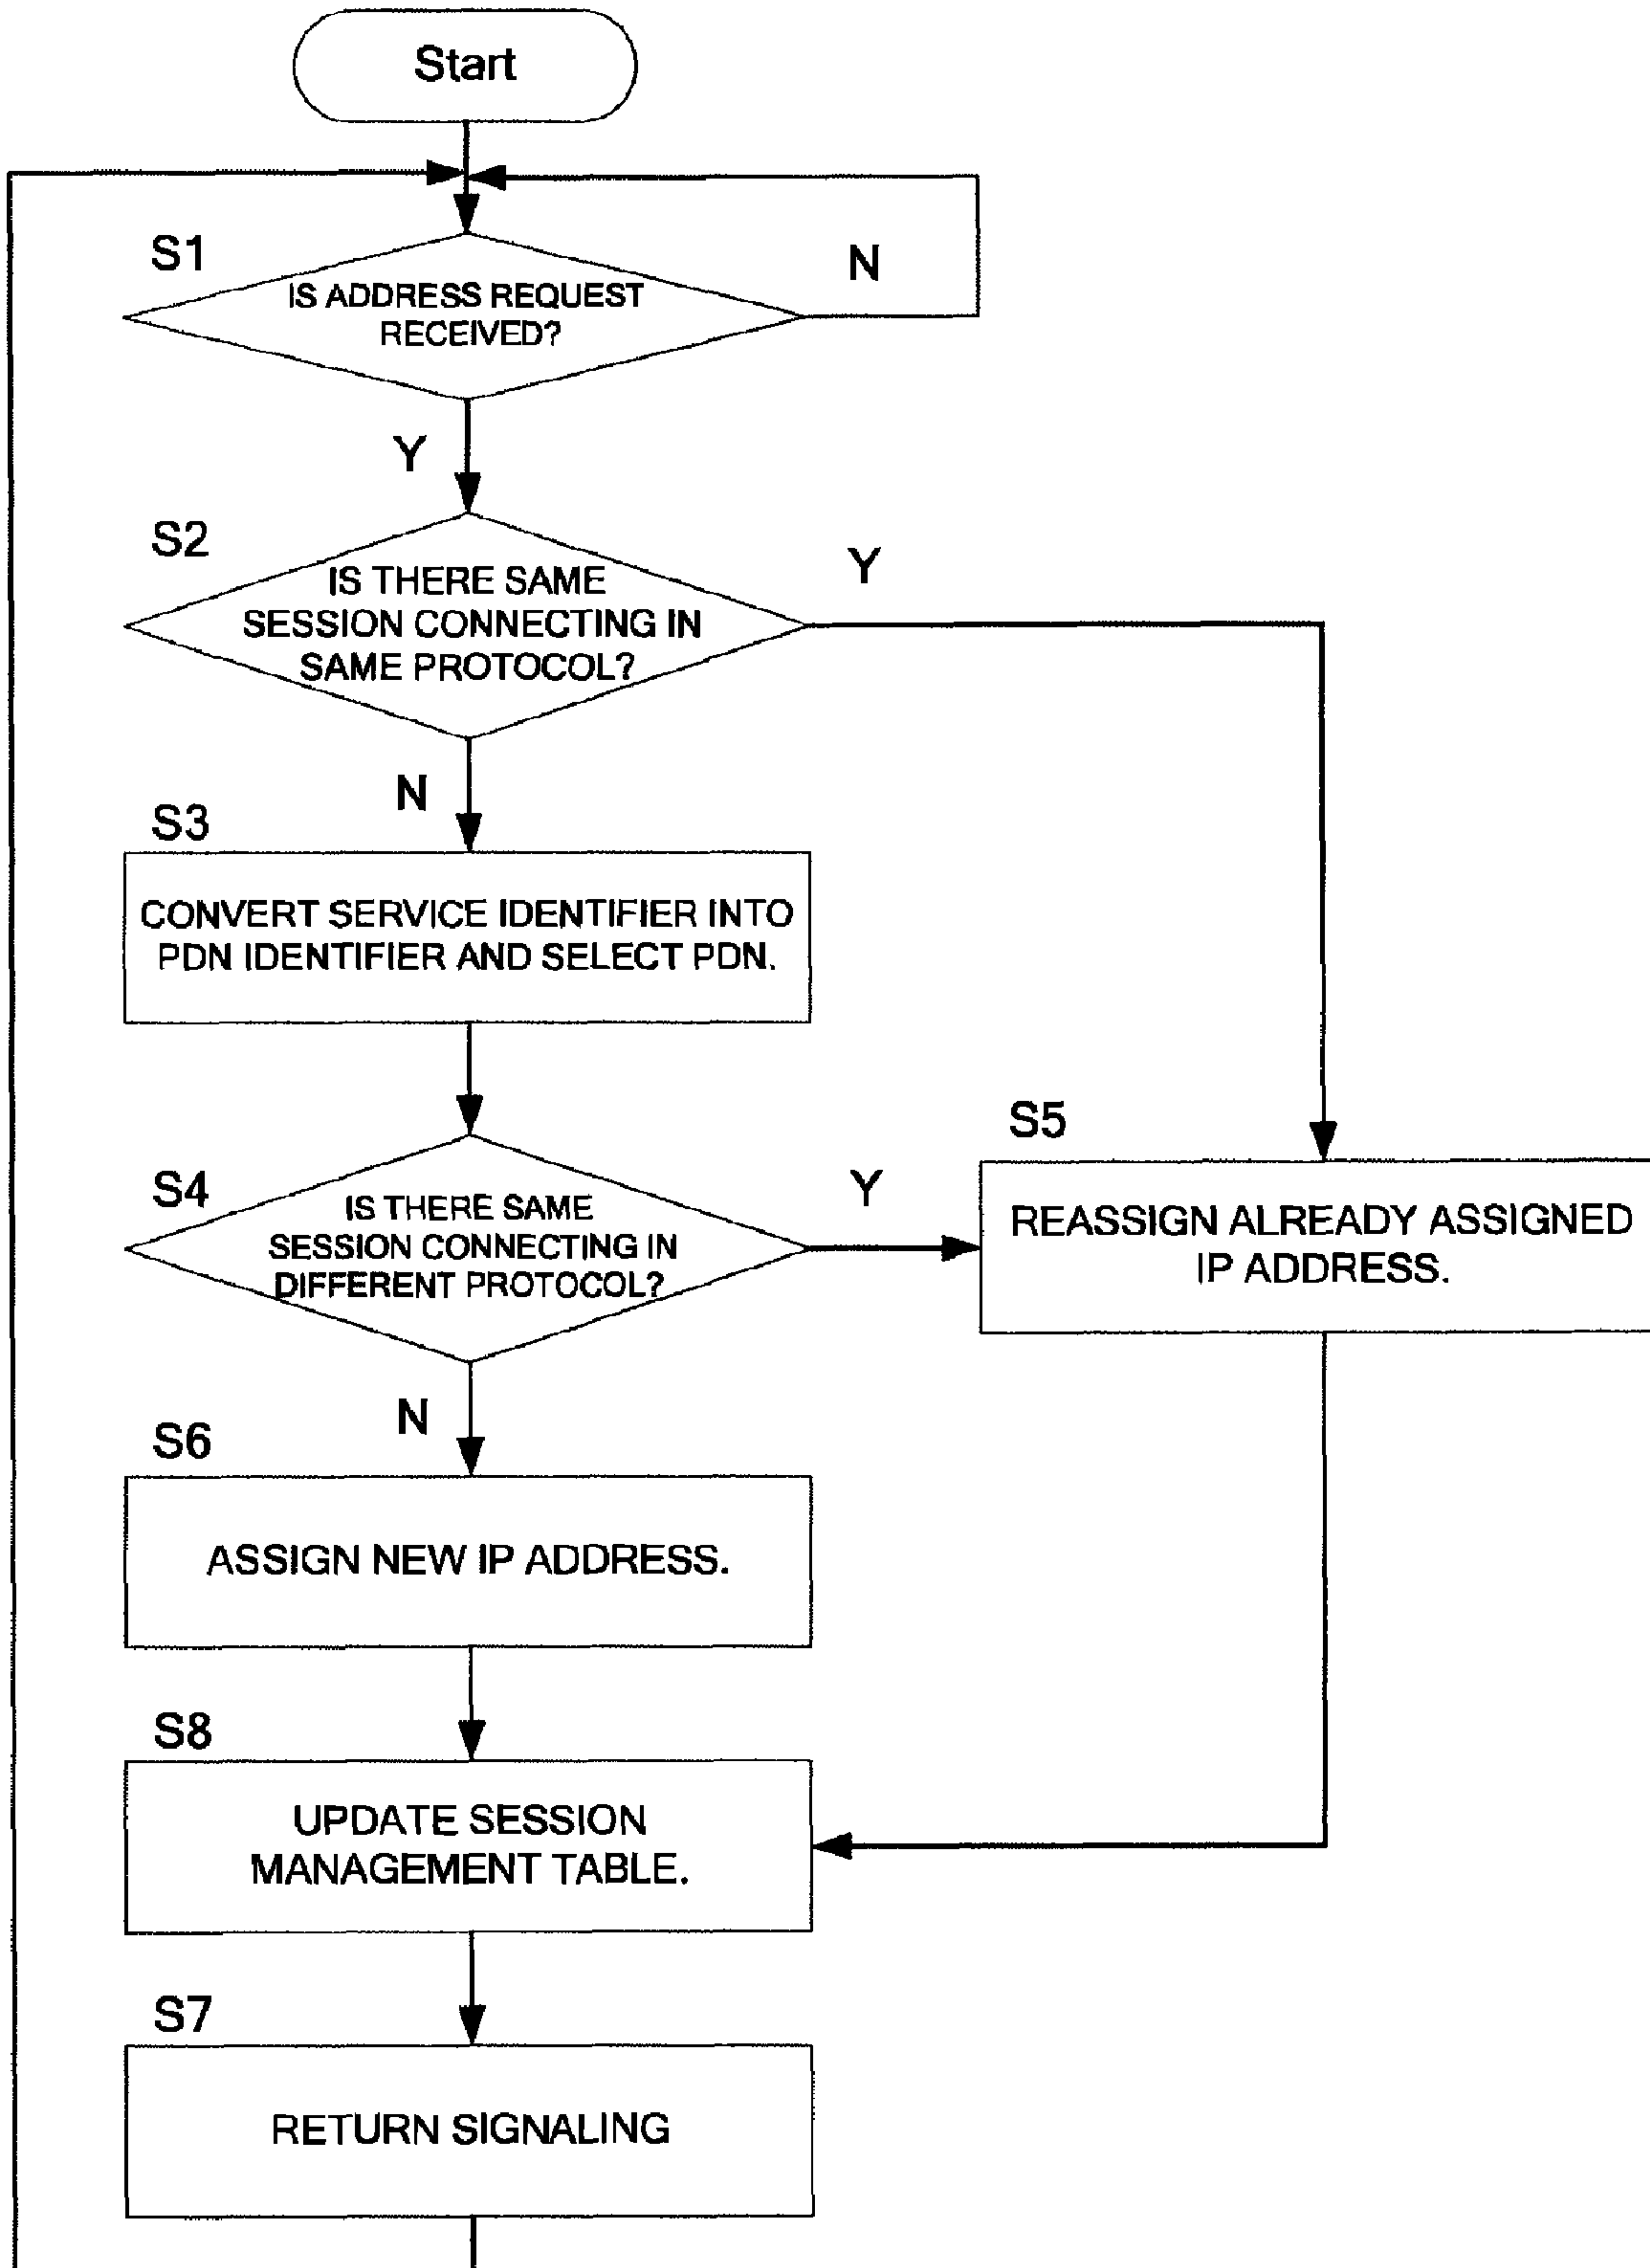 Start
S1
IS ADDRESS REQUEST
RECEIVED?
N
Y
S2
IS THERE SAME
SESSION CONNECTING IN
SAME PROTOCOL?
Y
N
S3
CONVERT SERVICE IDENTIFIER INTO
PDN IDENTIFIER AND SELECT PDN.
S4
IS THERE SAME
SESSION CONNECTING IN
DIFFERENT PROTOCOL?
Y
S5
REASSIGN ALREADY ASSIGNED
IP ADDRESS.
N
S6
ASSIGN NEW IP ADDRESS.
S8
UPDATE SESSION
MANAGEMENT TABLE.
S7
RETURN SIGNALING